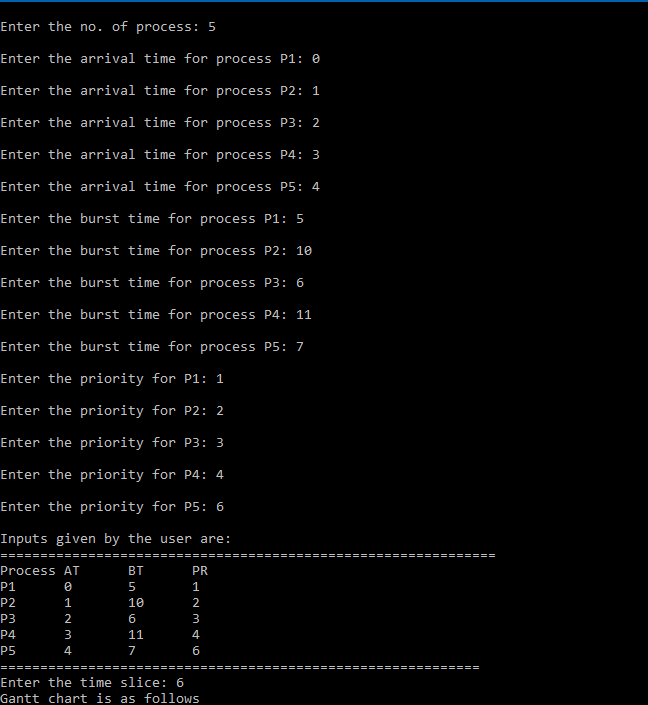 Enter the no. of process: 5
Enter the arrival time for process P1: 0
Enter the arrival time for process P2: 1
Enter the arrival time for process P3: 2
Enter the arrival time for process P4: 3
Enter the arrival time for process P5: 4
Enter the burst time for process P1: 5
Enter the burst time for process P2: 10
Enter the burst time for process P3: 6
Enter the burst time for process P4: 11
Enter the burst time for process P5: 7
Enter the priority for P1: 1
Enter the priority for P2: 2
Enter the priority for P3: 3
Enter the priority for P4: 4
Enter the priority for P5: 6
Inputs given by the user are:
==============================================================
Process AT      BT      PR
P1      0       5       1
P2      1       10      2
P3      2       6       3
P4      3       11      4
P5      4       7       6
============================================================
Enter the time slice: 6
Gantt chart is as follows